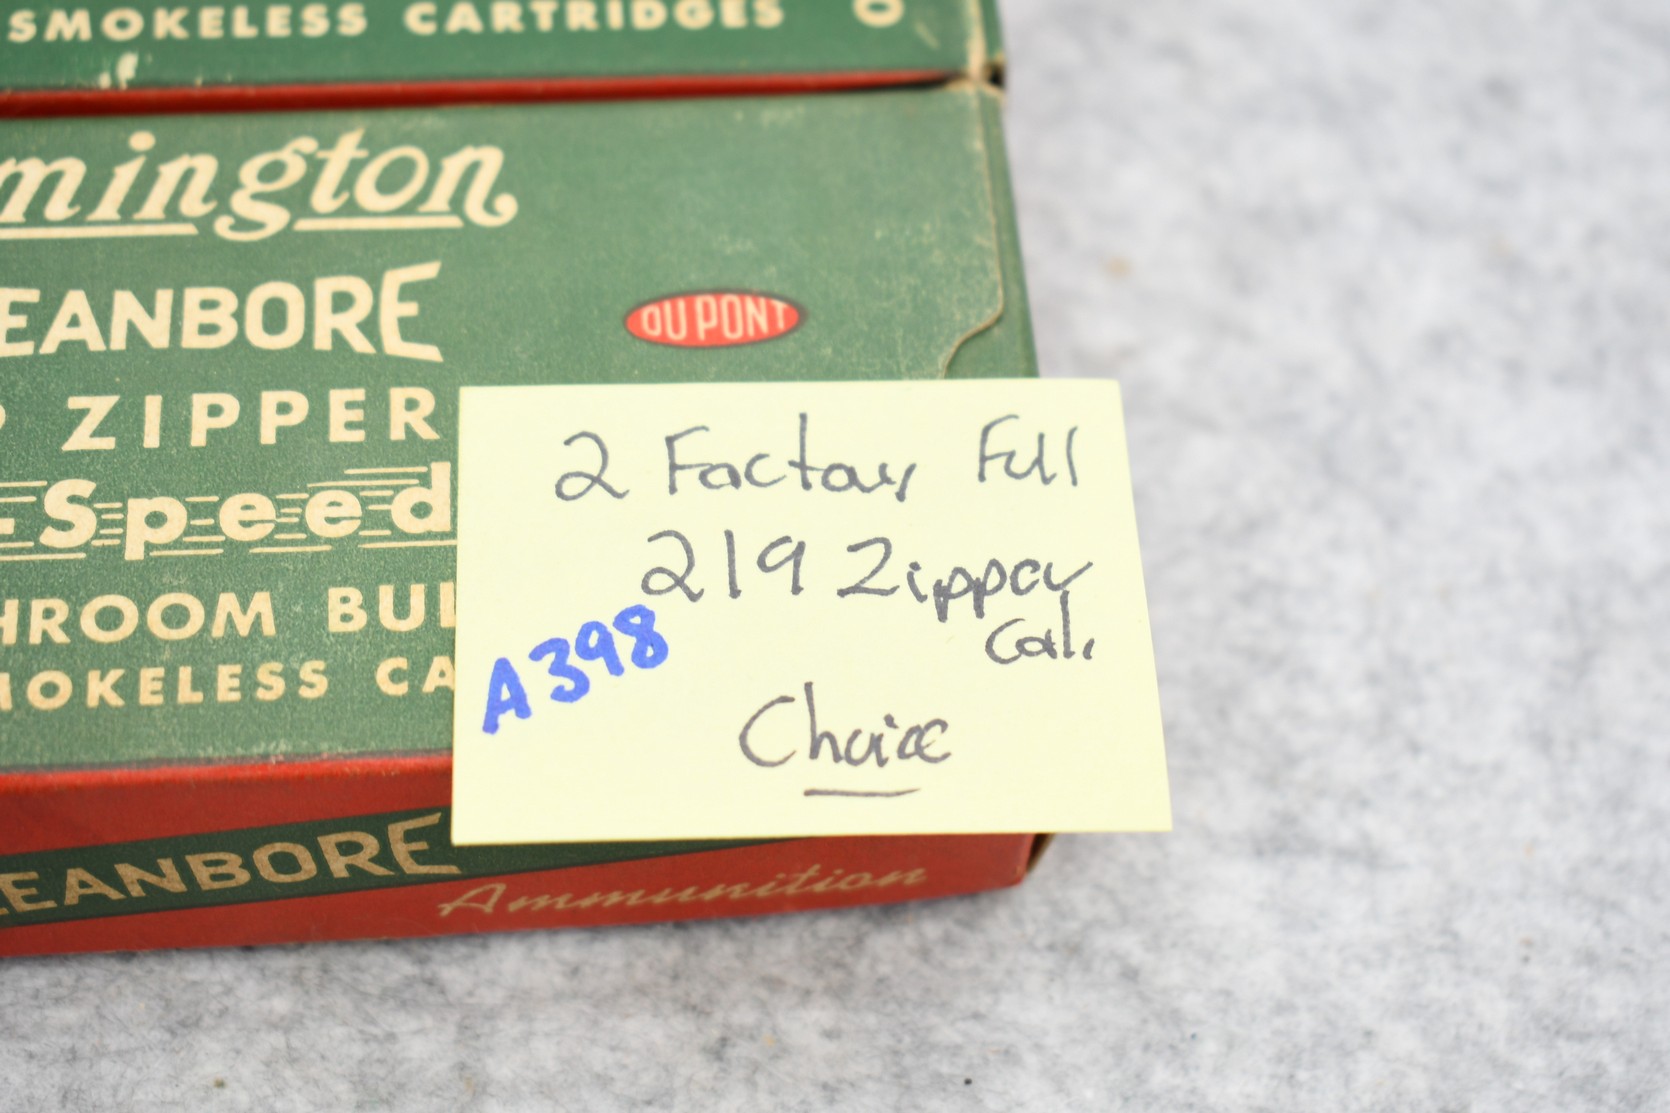 SMOKELESS CARTRIDGES
mington
EANBORE
DU PONT
ZIPPER
-Speed
HROOM BUL
MOKELESS CA
2 Factory Full
219 Zipper
Cal.
A398
Choice
EANBORE
Ammunition